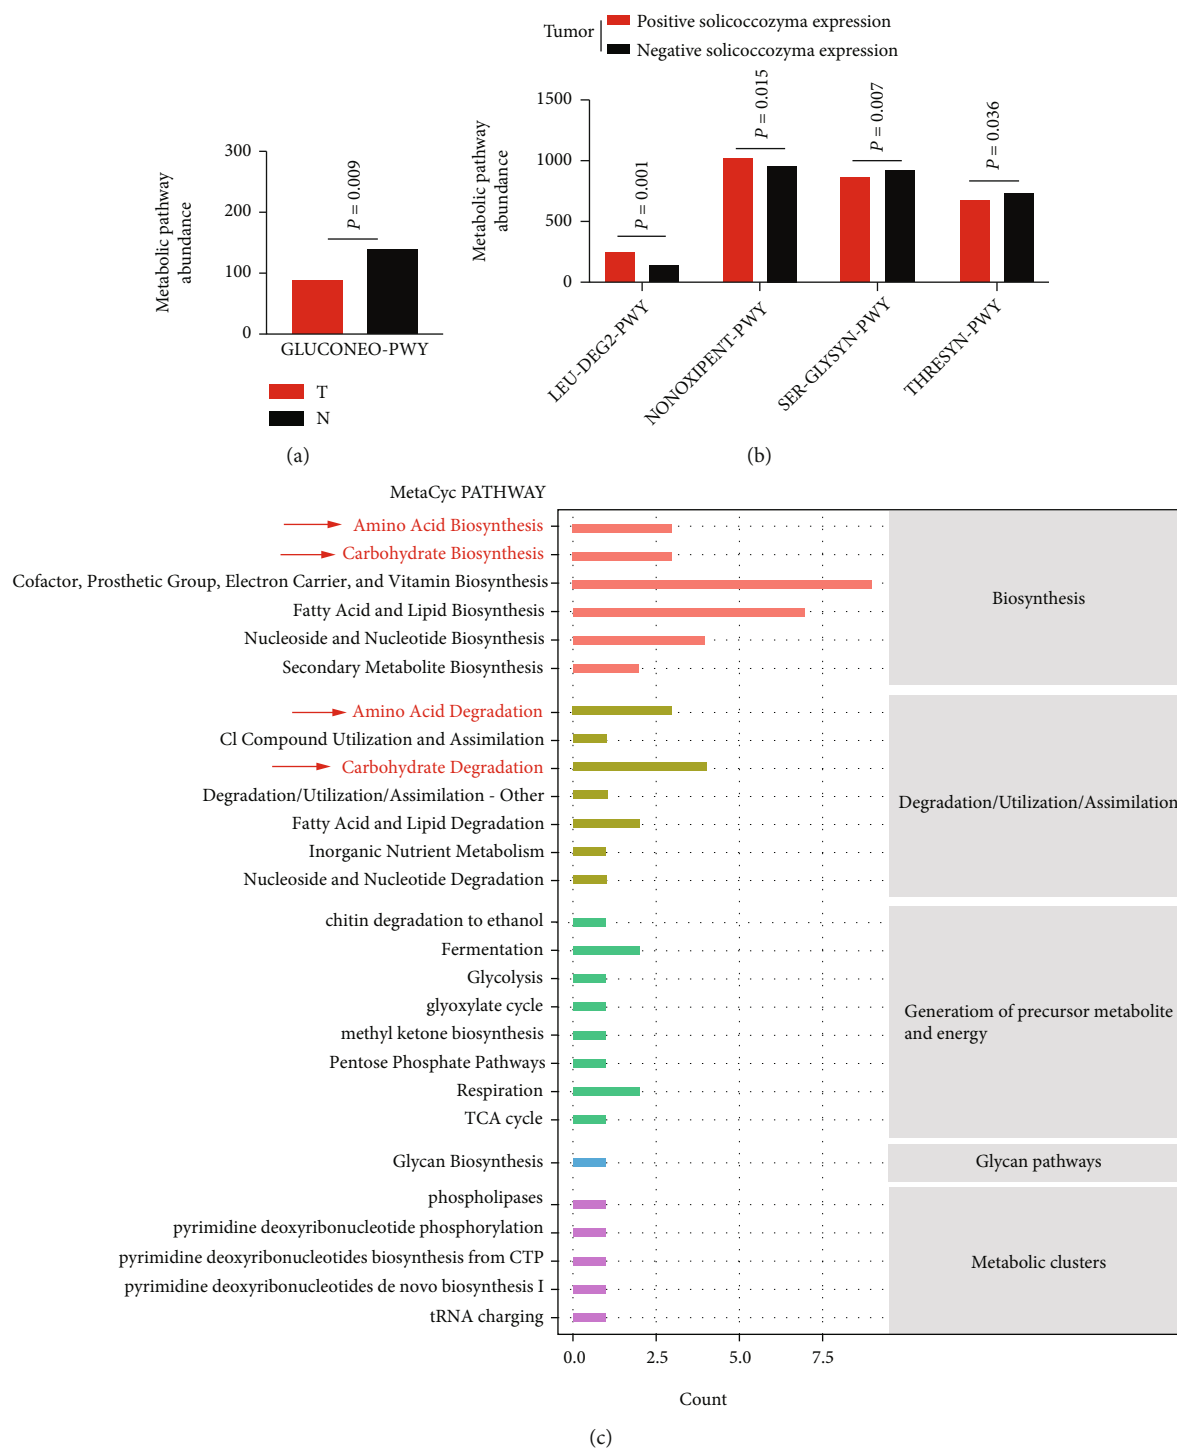 Tumor
Positive solicoccozyma expression
Negative solicoccozyma expression
Metabolic pathway
abundance
300
200
100
0
P = 0.009
GLUCONEO-PWY
T
N
(a)
Metabolic pathway
abundance
1500
1000
500
0
P = 0.001
P = 0.015
P = 0.007
P = 0.036
LEU-DEG2-PWY
NONOXIPENT-PWY
SER-GLYSYN-PWY
THRESYN-PWY
(b)
MetaCyc PATHWAY
Amino Acid Biosynthesis
Carbohydrate Biosynthesis
Cofactor, Prosthetic Group, Electron Carrier, and Vitamin Biosynthesis
Fatty Acid and Lipid Biosynthesis
Nucleoside and Nucleotide Biosynthesis
Secondary Metabolite Biosynthesis
Biosynthesis
Amino Acid Degradation
Cl Compound Utilization and Assimilation
Carbohydrate Degradation
Degradation/Utilization/Assimilation - Other
Fatty Acid and Lipid Degradation
Inorganic Nutrient Metabolism
Nucleoside and Nucleotide Degradation
Degradation/Utilization/Assimilation
chitin degradation to ethanol
Fermentation
Glycolysis
glyoxylate cycle
methyl ketone biosynthesis
Pentose Phosphate Pathways
Respiration
TCA cycle
Generatiom of precursor metabolite
and energy
Glycan Biosynthesis
Glycan pathways
phospholipases
pyrimidine deoxyribonucleotide phosphorylation
pyrimidine deoxyribonucleotides biosynthesis from CTP
pyrimidine deoxyribonucleotides de novo biosynthesis I
tRNA charging
Metabolic clusters
0.0
2.5
5.0
7.5
Count
(c)